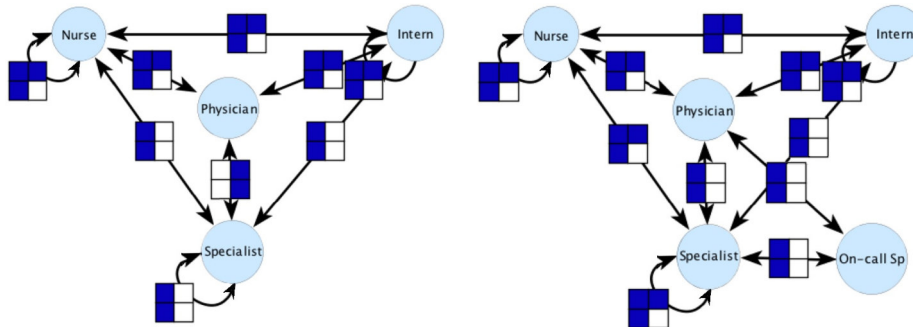 Nurse
Intern
Physician
Specialist
Nurse
Intern
Physician
Specialist
On-call Sp